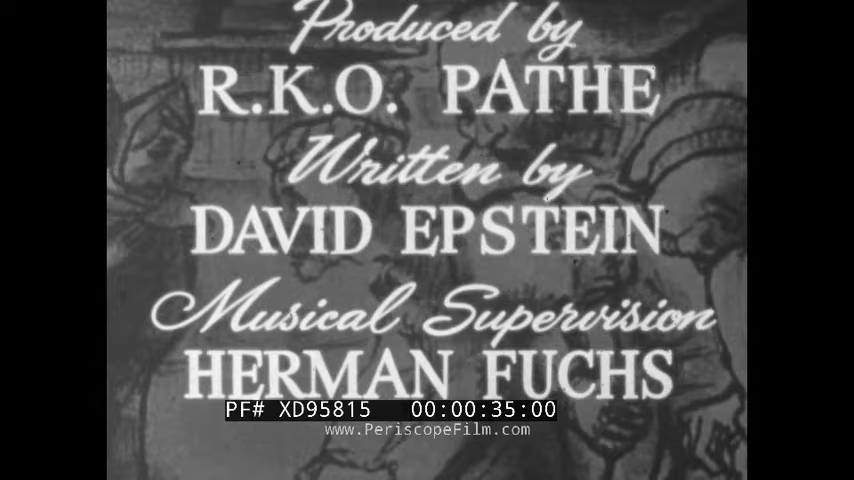 Produced by
R.K.O. PATHE
Written by
DAVID EPSTEIN
Musical Supervision
HERMAN FUCHS
PF# XD95815 00:00:35:00
www.PeriscopeFilm.com